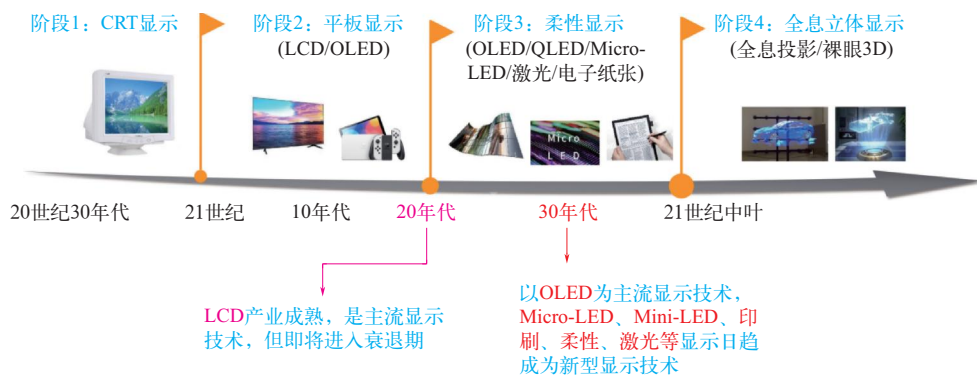 阶段1：CRT显示
阶段2：平板显示
(LCD/OLED)
阶段3：柔性显示
(OLED/QLED/Micro-
LED/激光/电子纸张)
阶段4：全息立体显示
(全息投影/裸眼3D)
Micro
LED
20世纪30年代
21世纪
10年代
20年代
30年代
21世纪中叶
LCD产业成熟，是主流显示
技术，但即将进入衰退期
以OLED为主流显示技术，
Micro-LED、Mini-LED、印
刷、柔性、激光等显示日趋
成为新型显示技术